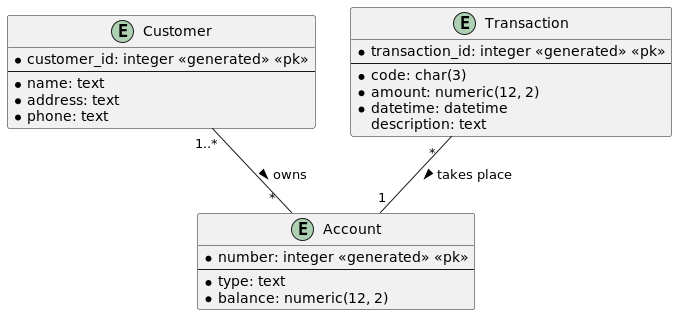 E Customer
• customer_id: integer «generated» «pk»
• name: text
• address: text
• phone: text
E Transaction
• transaction_id: integer «generated» «pk»
• code: char(3)
• amount: numeric(12, 2)
• datetime: datetime
description: text
1..*
owns
*
*
takes place
1
E Account
• number: integer «generated» «pk»
• type: text
• balance: numeric(12, 2)